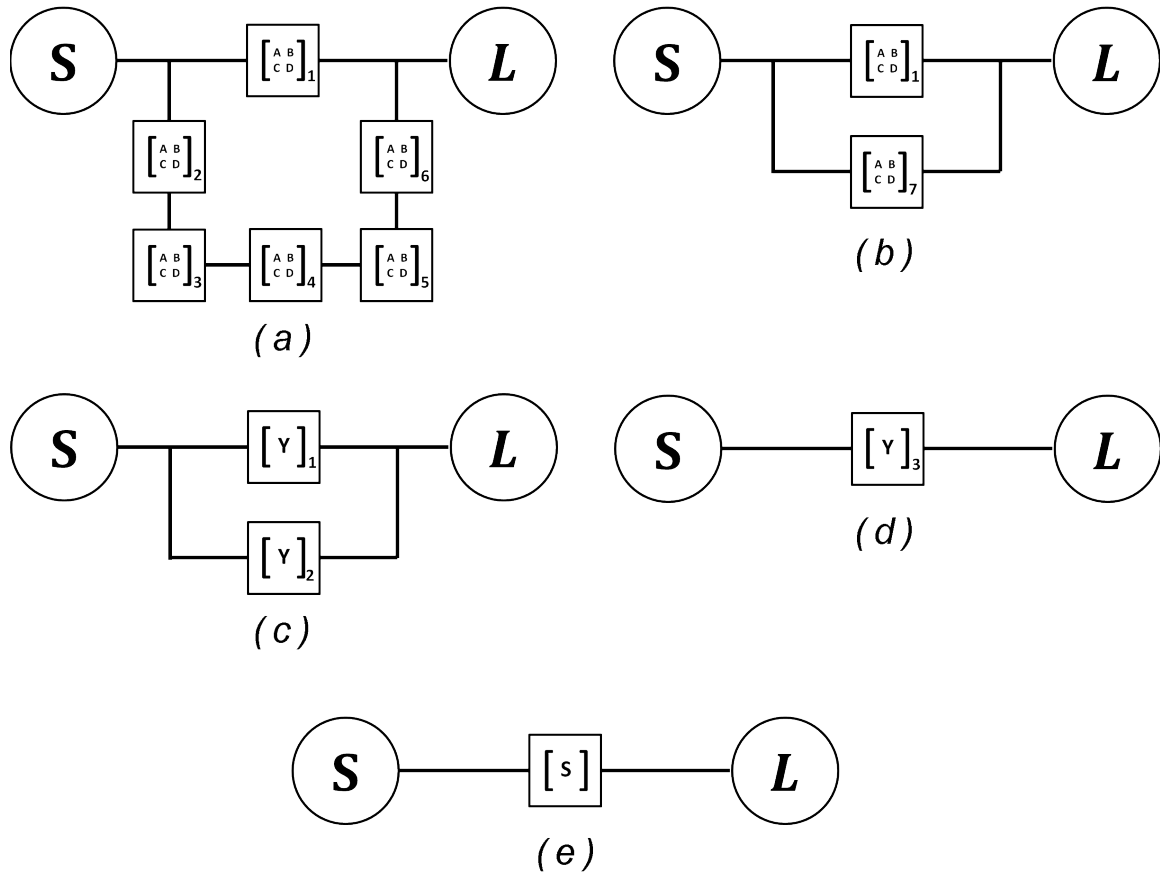 S [A B C D]1 L
[A B C D]2 [A B C D]6
[A B C D]3 [A B C D]4 [A B C D]5
(a)
S [A B C D]1 L
[A B C D]7
(b)
S [Y]1 L
[Y]2
(c)
S [Y]3 L
(d)
S [S] L
(e)